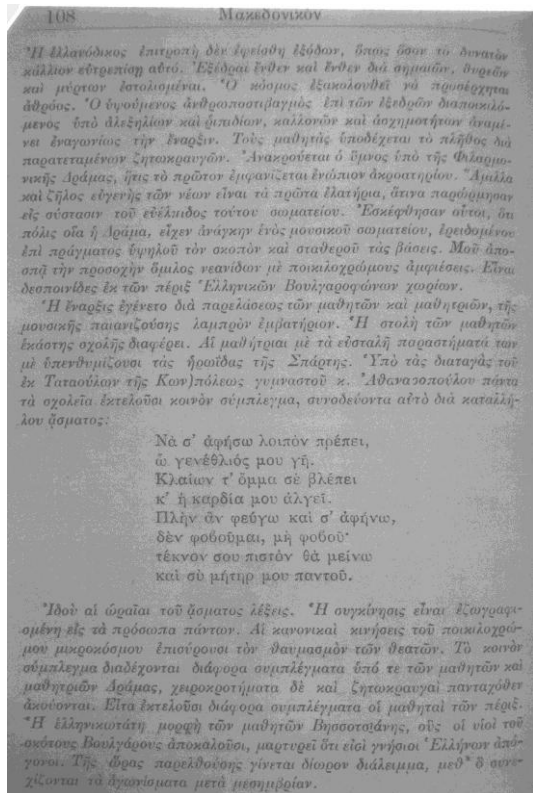 108 Μακεδονικὸν
Ἡ ἑλλανόδικος ἐπιτροπὴ δὲν ἐφείσθη ἐξόδων, ὅπως ὅσον τὸ δυνατὸν
κάλλιον εὐτρεπίσῃ αὐτό. Ἐξέδραι ἔνθεν καὶ ἔνθεν διὰ σημαιῶν, θυρεῶν
καὶ μύρτων ἐστολισμέναι. Ὁ κόσμος ἐξακολουθεῖ νὰ προσέρχηται
ἀθρόος. Ὁ ὑψούμενος ἀνθρωποστιβαγμὸς ἐπὶ τῶν ἐξεδρῶν διαποικιλό-
μενος ὑπὸ ἀλεξηλίων καὶ ῥιπιδίων, καλλονῶν καὶ ἀσχημοτήτων ἀναμέ-
νει ἐναγωνίως τὴν ἔναρξιν. Τοὺς μαθητὰς ὑποδέχεται τὸ πλῆθος διὰ
παρατεταμένων ζητωκραυγῶν. Ἀνακρούεται ὁ ὕμνος ὑπὸ τῆς Φιλαρμο-
νικῆς Δράμας, ἥτις τὸ πρῶτον ἐμφανίζεται ἐνώπιον ἀκροατηρίου. Ἅμιλλα
καὶ ζῆλος εὐγενὴς τῶν νέων εἶναι τὰ πρῶτα ἐλατήρια, ἅτινα παρώρμησαν
εἰς σύστασιν τοῦ εὐέλπιδος τούτου σωματείου. Ἐσκέφθησαν οὗτοι, ὅτι
πόλις οἵα ἡ Δράμα, εἶχεν ἀνάγκην ἑνὸς μουσικοῦ σωματείου, ἐρειδομένου
ἐπὶ πράγματος ὑψηλοῦ τὸν σκοπὸν καὶ σταθεροῦ τὰς βάσεις. Μοῦ ἀπο-
σπᾷ τὴν προσοχὴν ὅμιλος νεανίδων μὲ ποικιλοχρώμους ἀμφιέσεις. Εἶναι
δεσποινίδες ἐκ τῶν πέριξ Ἑλληνικῶν Βουλγαροφώνων χωρίων.
Ἡ ἔναρξις ἐγένετο διὰ παρελάσεως τῶν μαθητῶν καὶ μαθητριῶν, τῆς
μουσικῆς παιανιζούσης λαμπρὸν ἐμβατήριον. Ἡ στολὴ τῶν μαθητῶν
ἑκάστης σχολῆς διαφέρει. Αἱ μαθήτριαι μὲ τὰ εὐσταλῆ παραστήματά των
μὲ ὑπενθυμίζουσι τὰς ἡρωΐδας τῆς Σπάρτης. Ὑπὸ τὰς διαταγὰς τοῦ
ἐκ Ταταούλων τῆς Κων)πόλεως γυμναστοῦ κ. Ἀθανασοπούλου πάντα
τὰ σχολεῖα ἐκτελοῦσι κοινὸν σύμπλεγμα, συνοδεύοντα αὐτὸ διὰ καταλλή-
λου ᾄσματος:
Νὰ σ' ἀφήσω λοιπὸν πρέπει,
ὦ γενέθλιός μου γῆ.
Κλαίων τ' ὄμμα σὲ βλέπει
κ' ἡ καρδία μου ἀλγεῖ.
Πλὴν ἂν φεύγω καὶ σ' ἀφήνω,
δὲν φοβοῦμαι, μὴ φοβοῦ·
τέκνον σου πιστὸν θὰ μείνω
καὶ σὺ μήτηρ μου παντοῦ.
Ἰδοὺ αἱ ὡραῖαι τοῦ ᾄσματος λέξεις. Ἡ συγκίνησις εἶναι ἐζωγραφι-
σμένη εἰς τὰ πρόσωπα πάντων. Αἱ κανονικαὶ κινήσεις τοῦ ποικιλοχρώ-
μου μικροκόσμου ἐπισύρουσι τὸν θαυμασμὸν τῶν θεατῶν. Τὸ κοινὸν
σύμπλεγμα διαδέχονται διάφορα συμπλέγματα ὑπό τε τῶν μαθητῶν καὶ
μαθητριῶν Δράμας, χειροκροτήματα δὲ καὶ ζητωκραυγαὶ πανταχόθεν
ἀκούονται. Εἶτα ἐκτελοῦσι διάφορα συμπλέγματα οἱ μαθηταὶ τῶν πέριξ.
Ἡ ἑλληνικωτάτη μορφὴ τῶν μαθητῶν Βησσοτσάνης, οὓς οἱ υἱοὶ τοῦ
σκότους Βουλγάρους ἀποκαλοῦσι, μαρτυρεῖ ὅτι εἰσὶ γνήσιοι Ἑλλήνων ἀπό-
γονοι. Τῆς ὥρας παρελθούσης γίνεται δίωρον διάλειμμα, μεθ' ὃ συνε-
χίζονται τὰ ἀγωνίσματα μετὰ μεσημβρίαν.